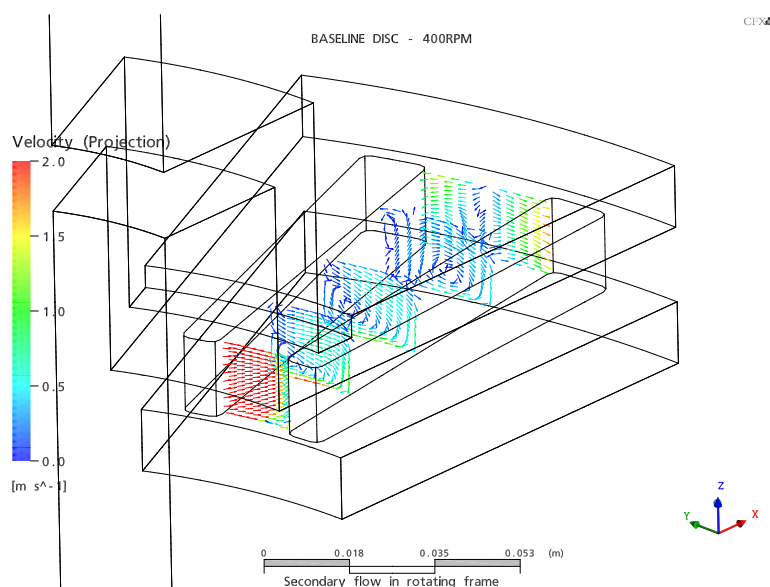 CFX
BASELINE DISC - 400RPM
Velocity (Projection)
2.0
1.5
1.0
0.5
0.0
[m s^-1]
Z
Y
X
0 0.018 0.035 0.053 (m)
Secondary flow in rotating frame